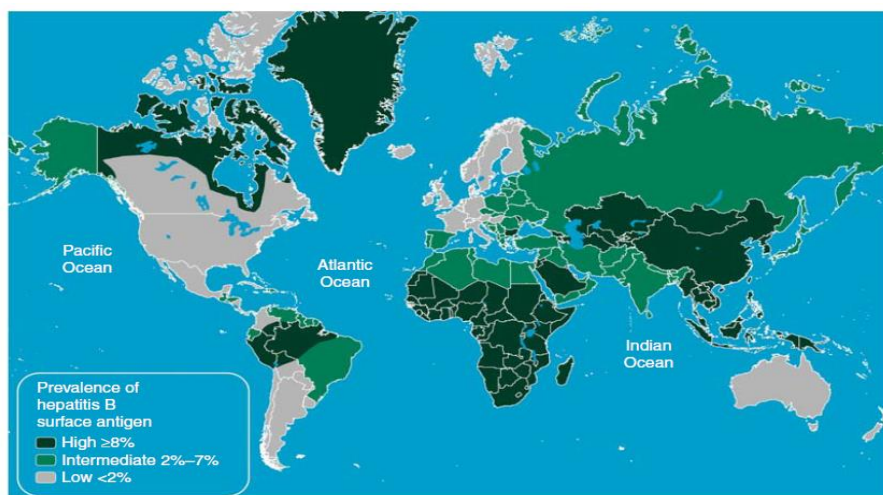 Pacific
Ocean
Atlantic
Ocean
Indian
Ocean
Prevalence of
hepatitis B
surface antigen
High ≥8%
Intermediate 2%–7%
Low <2%